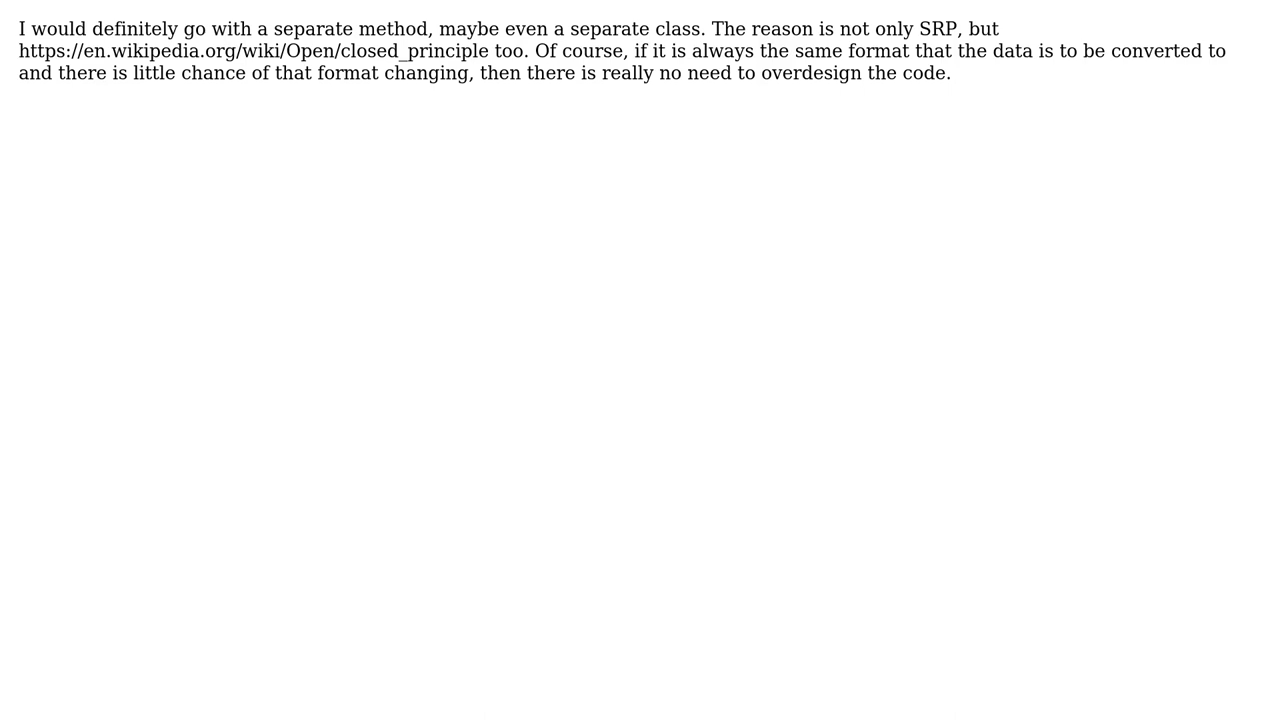 I would definitely go with a separate method, maybe even a separate class. The reason is not only SRP, but
https://en.wikipedia.org/wiki/Open/closed_principle too. Of course, if it is always the same format that the data is to be converted to
and there is little chance of that format changing, then there is really no need to overdesign the code.